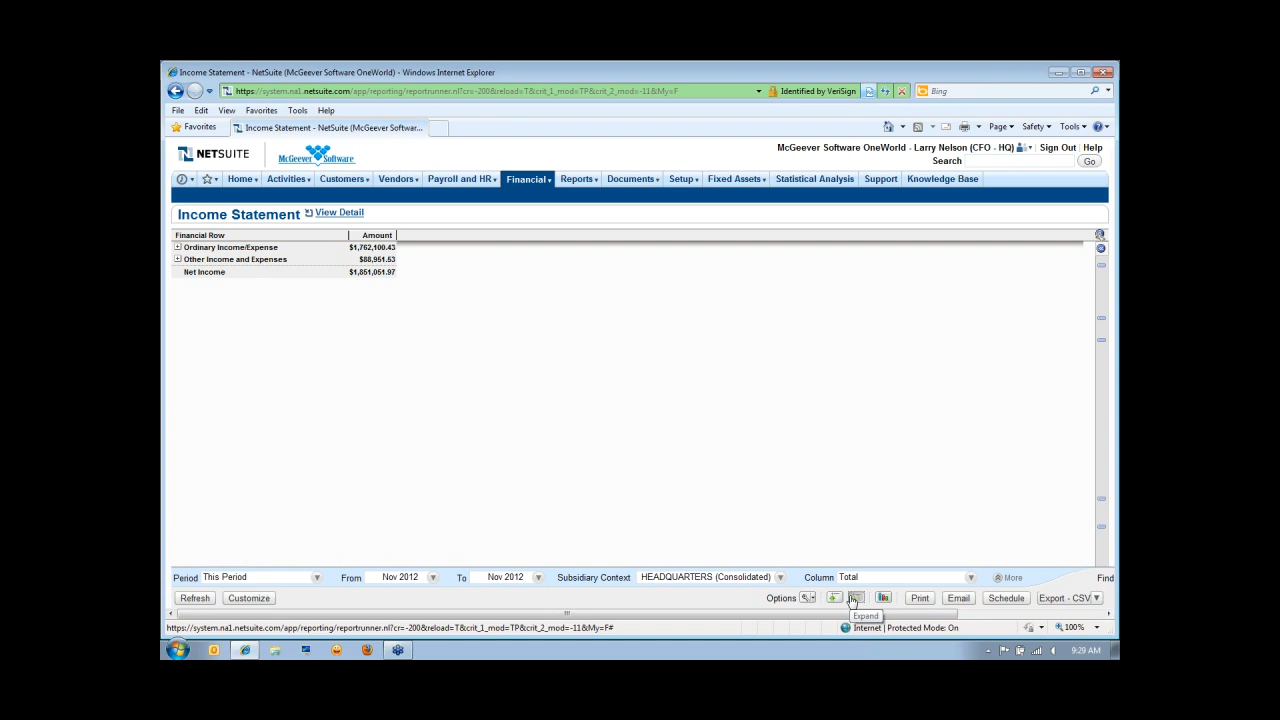 Income Statement - NetSuite (McGeever Software OneWorld) - Windows Internet Explorer
https://system.na1.netsuite.com/app/reporting/reportrunner.nl?cr=-200&reload=T&crit_1_mod=TP&crit_2_mod=-11&My=F Identified by VeriSign Bing
File Edit View Favorites Tools Help
Favorites Income Statement - NetSuite (McGeever Softwar... Page Safety Tools
NETSUITE McGeever Software McGeever Software OneWorld - Larry Nelson (CFO - HQ) Sign Out Help
Search Go
Home Activities Customers Vendors Payroll and HR Financial Reports Documents Setup Fixed Assets Statistical Analysis Support Knowledge Base
Income Statement View Detail
Financial Row Amount
Ordinary Income/Expense $1,762,100.43
Other Income and Expenses $88,951.53
Net Income $1,851,051.97
Period This Period From Nov 2012 To Nov 2012 Subsidiary Context HEADQUARTERS (Consolidated) Column Total More Find
Refresh Customize Options Print Email Schedule Export - CSV
Expand
https://system.na1.netsuite.com/app/reporting/reportrunner.nl?cr=-200&reload=T&crit_1_mod=TP&crit_2_mod=-11&My=F# Internet | Protected Mode: On 100%
9:29 AM